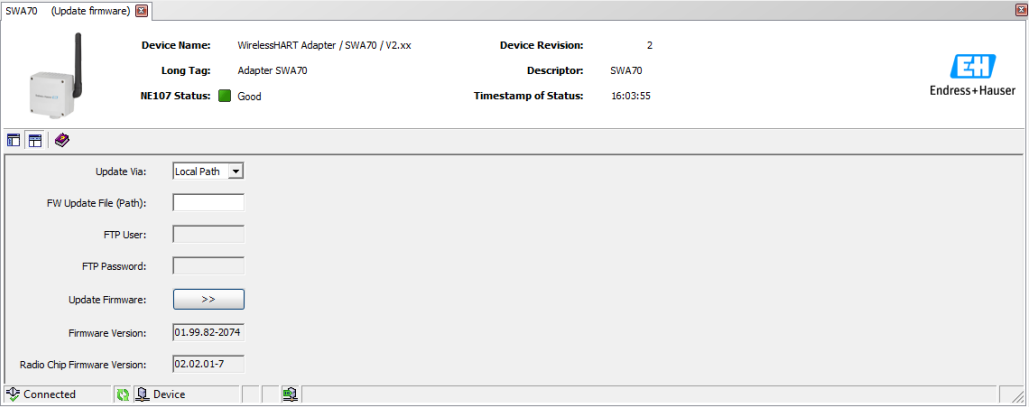 SWA70 (Update firmware)
Device Name: WirelessHART Adapter / SWA70 / V2.xx Device Revision: 2
Long Tag: Adapter SWA70 Descriptor: SWA70
NE107 Status: Good Timestamp of Status: 16:03:55
EH
Endress+Hauser
Update Via: Local Path
FW Update File (Path):
FTP User:
FTP Password:
Update Firmware: >>
Firmware Version: 01.99.82-2074
Radio Chip Firmware Version: 02.02.01-7
Connected Device